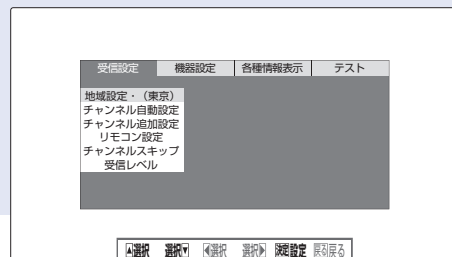 受信設定 機器設定 各種情報表示 テスト
地域設定・（東京）
チャンネル自動設定
チャンネル追加設定
リモコン設定
チャンネルスキップ
受信レベル
▲選択 選択▼ ◀選択 選択▶ 決定設定 戻る戻る